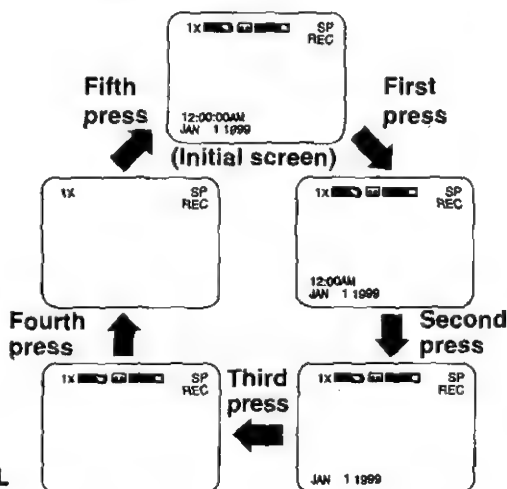 1X SP
REC
12:00:00AM
JAN 1 1999
(Initial screen)
First
press
1X SP
REC
12:00AM
JAN 1 1999
Second
press
1X SP
REC
JAN 1 1999
Third
press
1X SP
REC
Fourth
press
1X SP
REC
Fifth
press
L